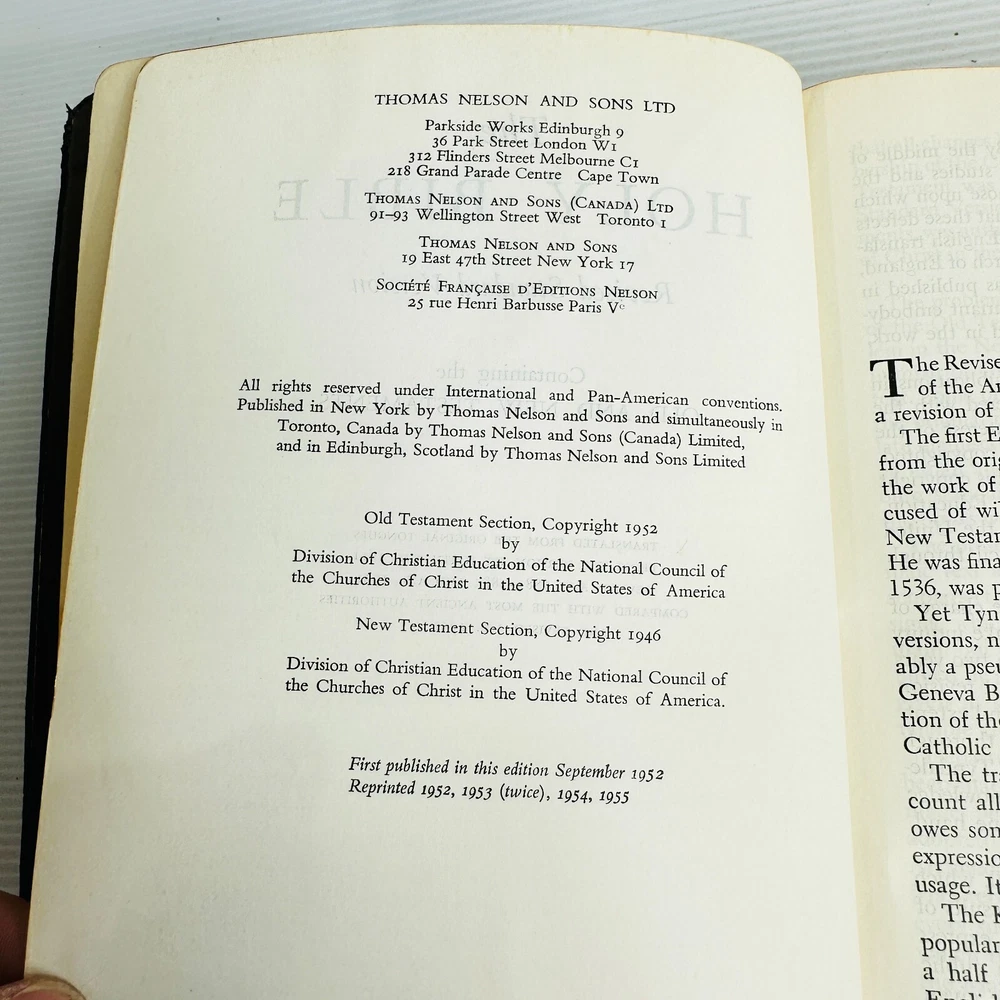 THOMAS NELSON AND SONS LTD
Parkside Works Edinburgh 9
36 Park Street London W1
312 Flinders Street Melbourne C1
218 Grand Parade Centre Cape Town
THOMAS NELSON AND SONS (CANADA) LTD
91–93 Wellington Street West Toronto 1
THOMAS NELSON AND SONS
19 East 47th Street New York 17
SOCIÉTÉ FRANÇAISE D'EDITIONS NELSON
25 rue Henri Barbusse Paris Vᵉ
All rights reserved under International and Pan-American conventions.
Published in New York by Thomas Nelson and Sons and simultaneously in
Toronto, Canada by Thomas Nelson and Sons (Canada) Limited,
and in Edinburgh, Scotland by Thomas Nelson and Sons Limited
Old Testament Section, Copyright 1952
by
Division of Christian Education of the National Council of
the Churches of Christ in the United States of America
New Testament Section, Copyright 1946
by
Division of Christian Education of the National Council of
the Churches of Christ in the United States of America.
First published in this edition September 1952
Reprinted 1952, 1953 (twice), 1954, 1955
The Revise
of the A
a revision of
The first E
from the ori
the work of
cused of wi
New Testa
He was fina
1536, was p
Yet Tyn
versions, n
ably a pse
Geneva B
tion of the
Catholic
The tr
count all
owes so
expressio
usage. It
The K
popular
a half